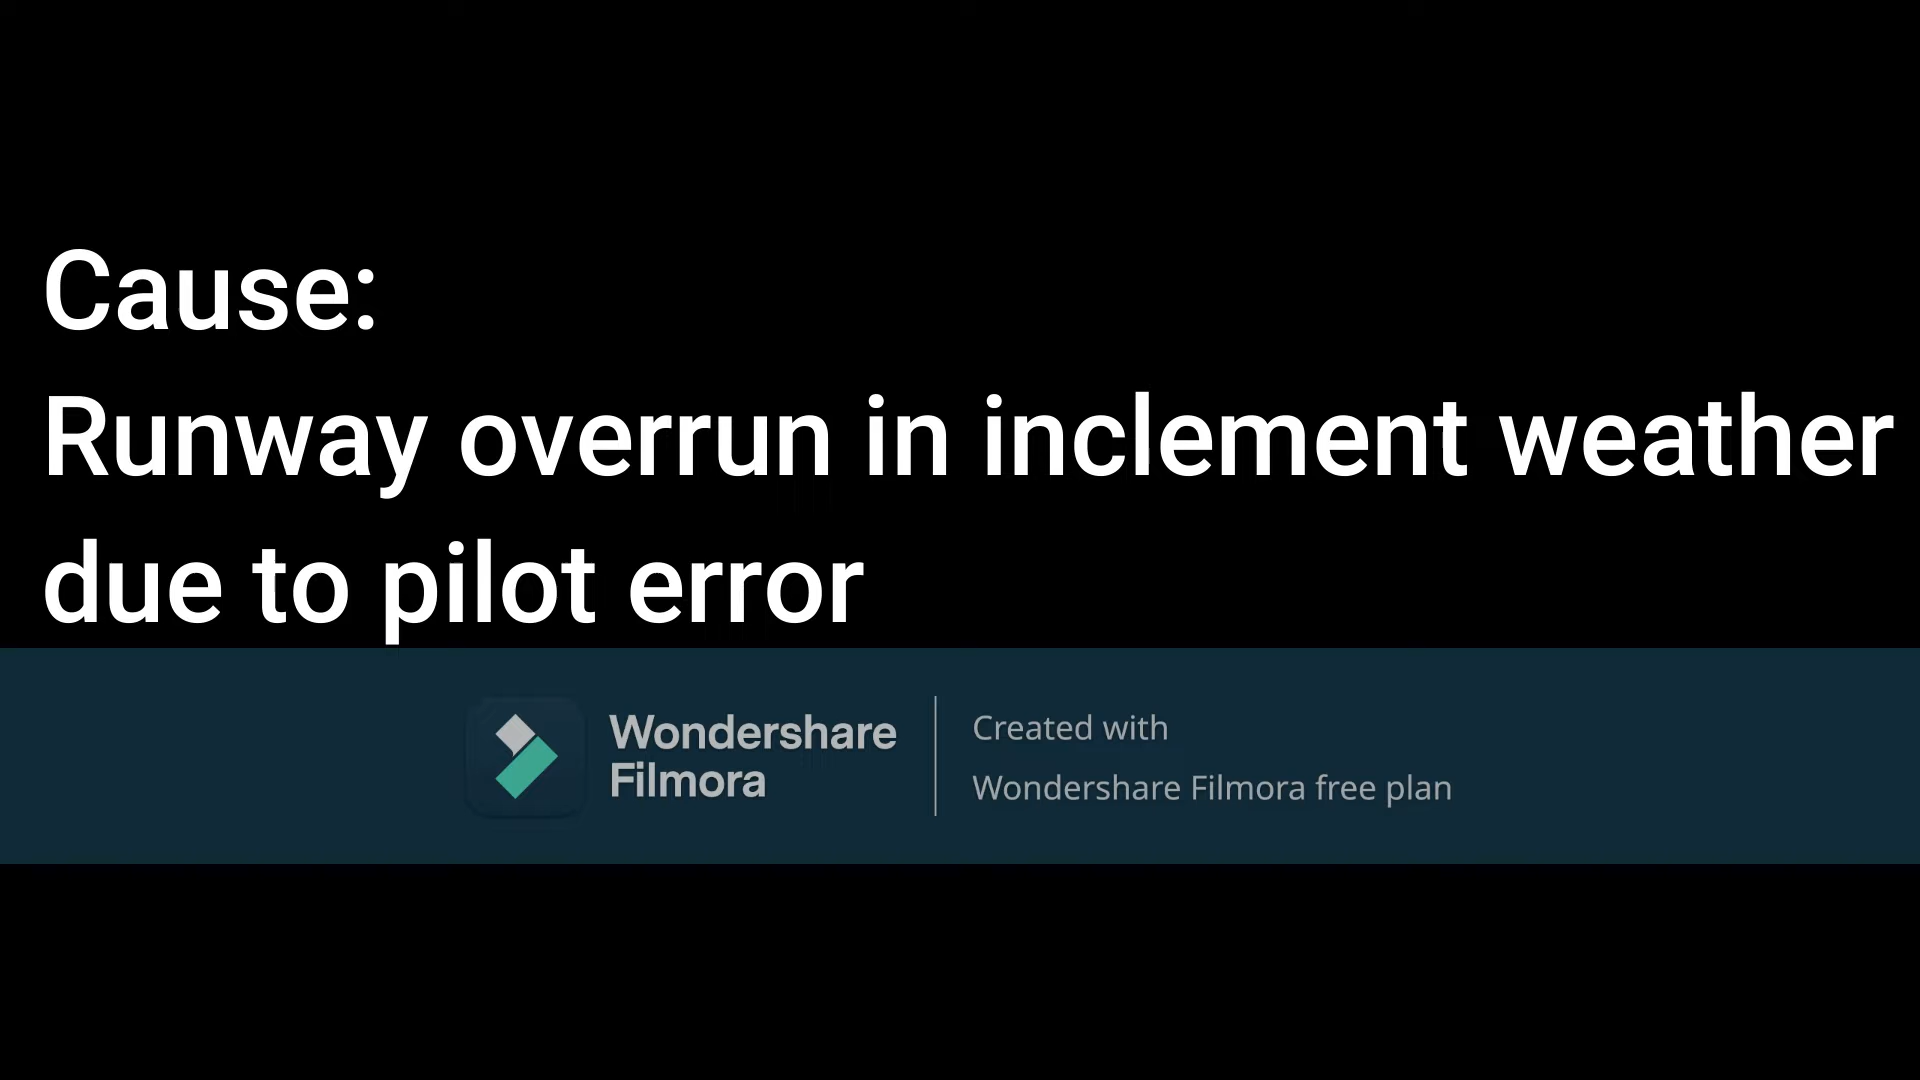 Cause:
Runway overrun in inclement weather
due to pilot error
Wondershare
Filmora
Created with
Wondershare Filmora free plan